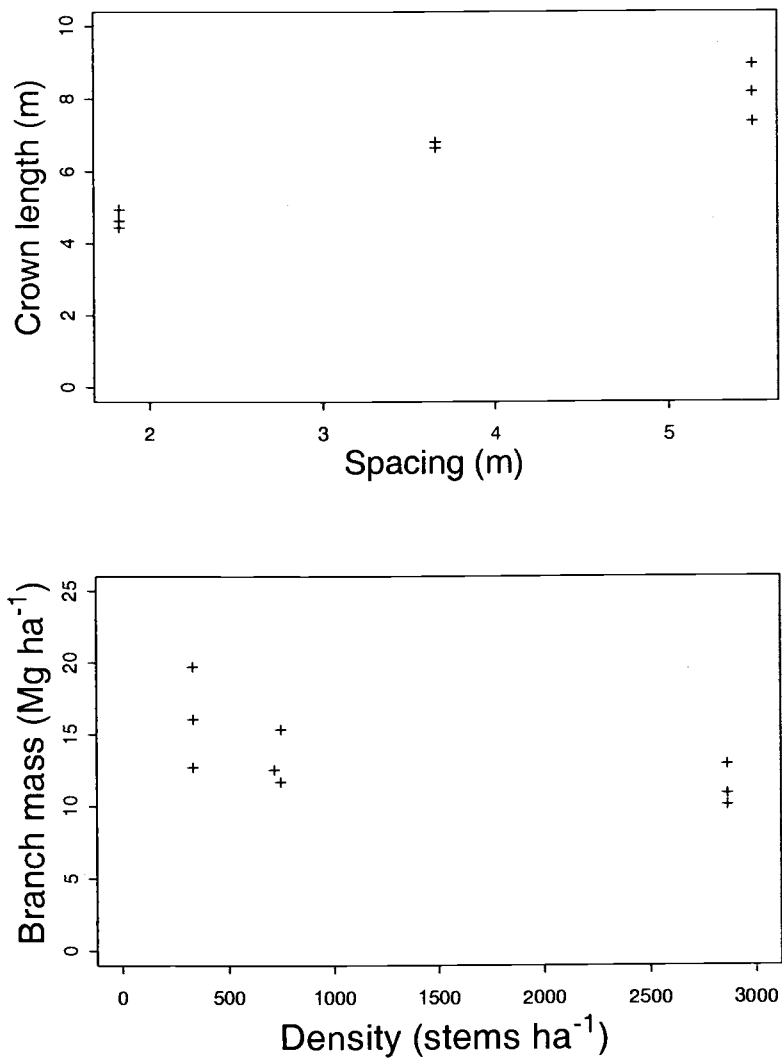 10
8
6
4
2
0
Crown length (m)
2 3 4 5
Spacing (m)
25
20
15
10
5
0
Branch mass (Mg ha⁻¹)
0 500 1000 1500 2000 2500 3000
Density (stems ha⁻¹)